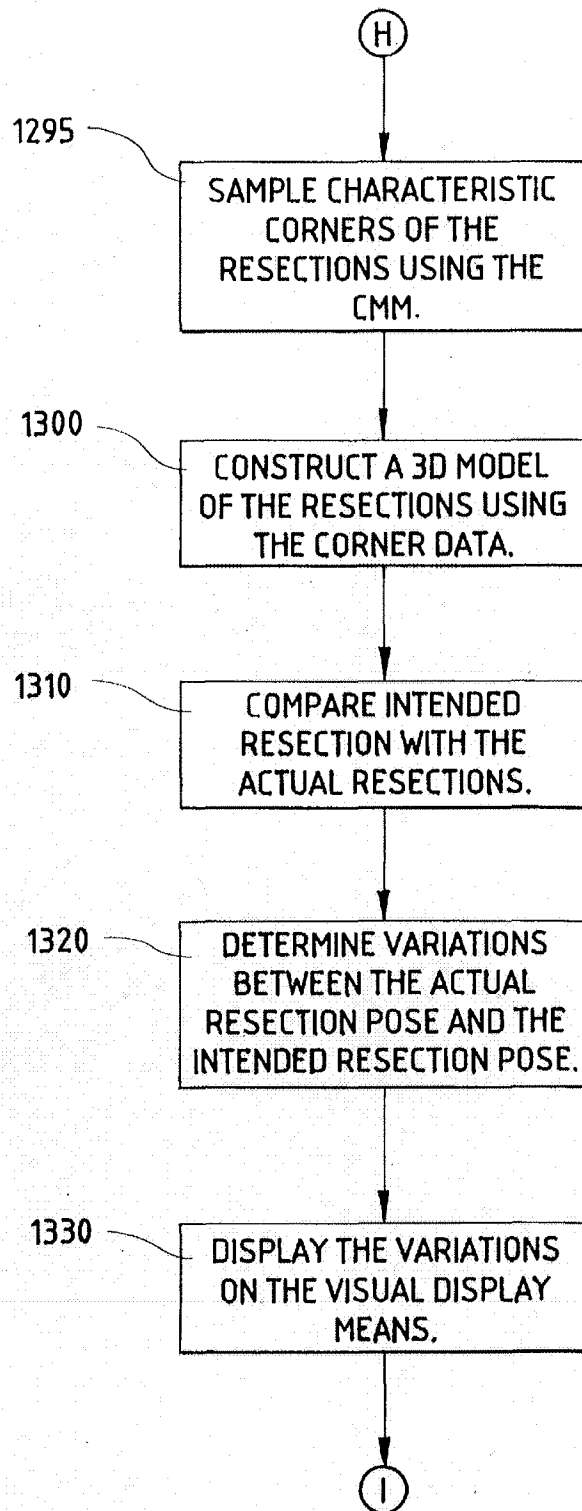 H
1295
SAMPLE CHARACTERISTIC
CORNERS OF THE
RESECTIONS USING THE
CMM.
1300
CONSTRUCT A 3D MODEL
OF THE RESECTIONS USING
THE CORNER DATA.
1310
COMPARE INTENDED
RESECTION WITH THE
ACTUAL RESECTIONS.
1320
DETERMINE VARIATIONS
BETWEEN THE ACTUAL
RESECTION POSE AND THE
INTENDED RESECTION POSE.
1330
DISPLAY THE VARIATIONS
ON THE VISUAL DISPLAY
MEANS.
I